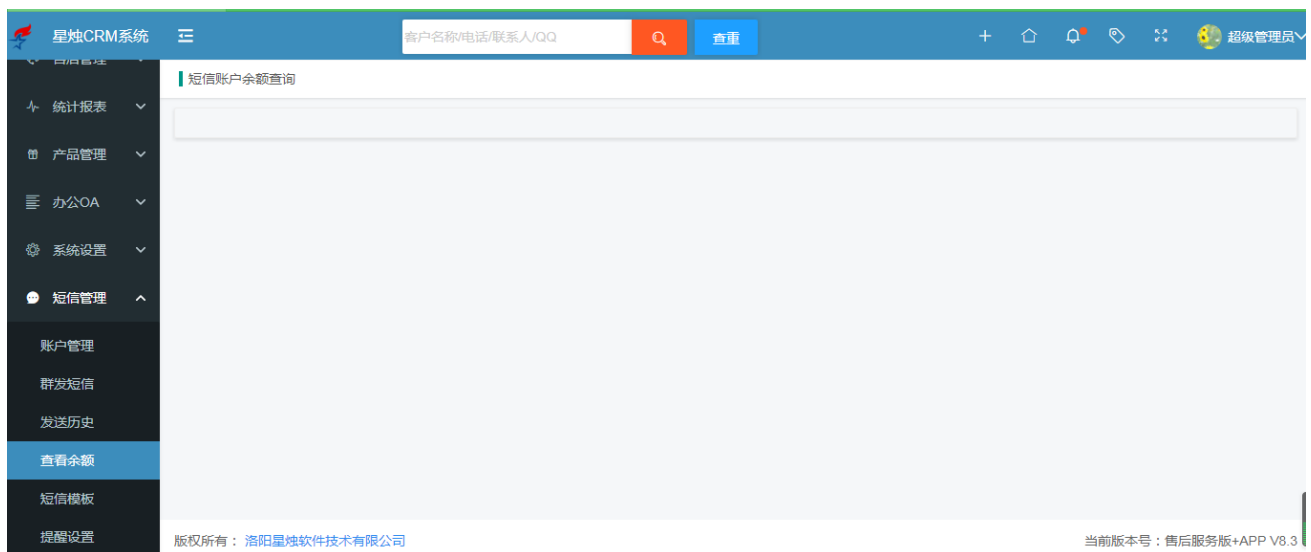 星烛CRM系统
客户名称/电话/联系人/QQ
查重
超级管理员
售后管理
短信账户余额查询
统计报表
产品管理
办公OA
系统设置
短信管理
账户管理
群发短信
发送历史
查看余额
短信模板
提醒设置
版权所有： 洛阳星烛软件技术有限公司
当前版本号：售后服务版+APP V8.3